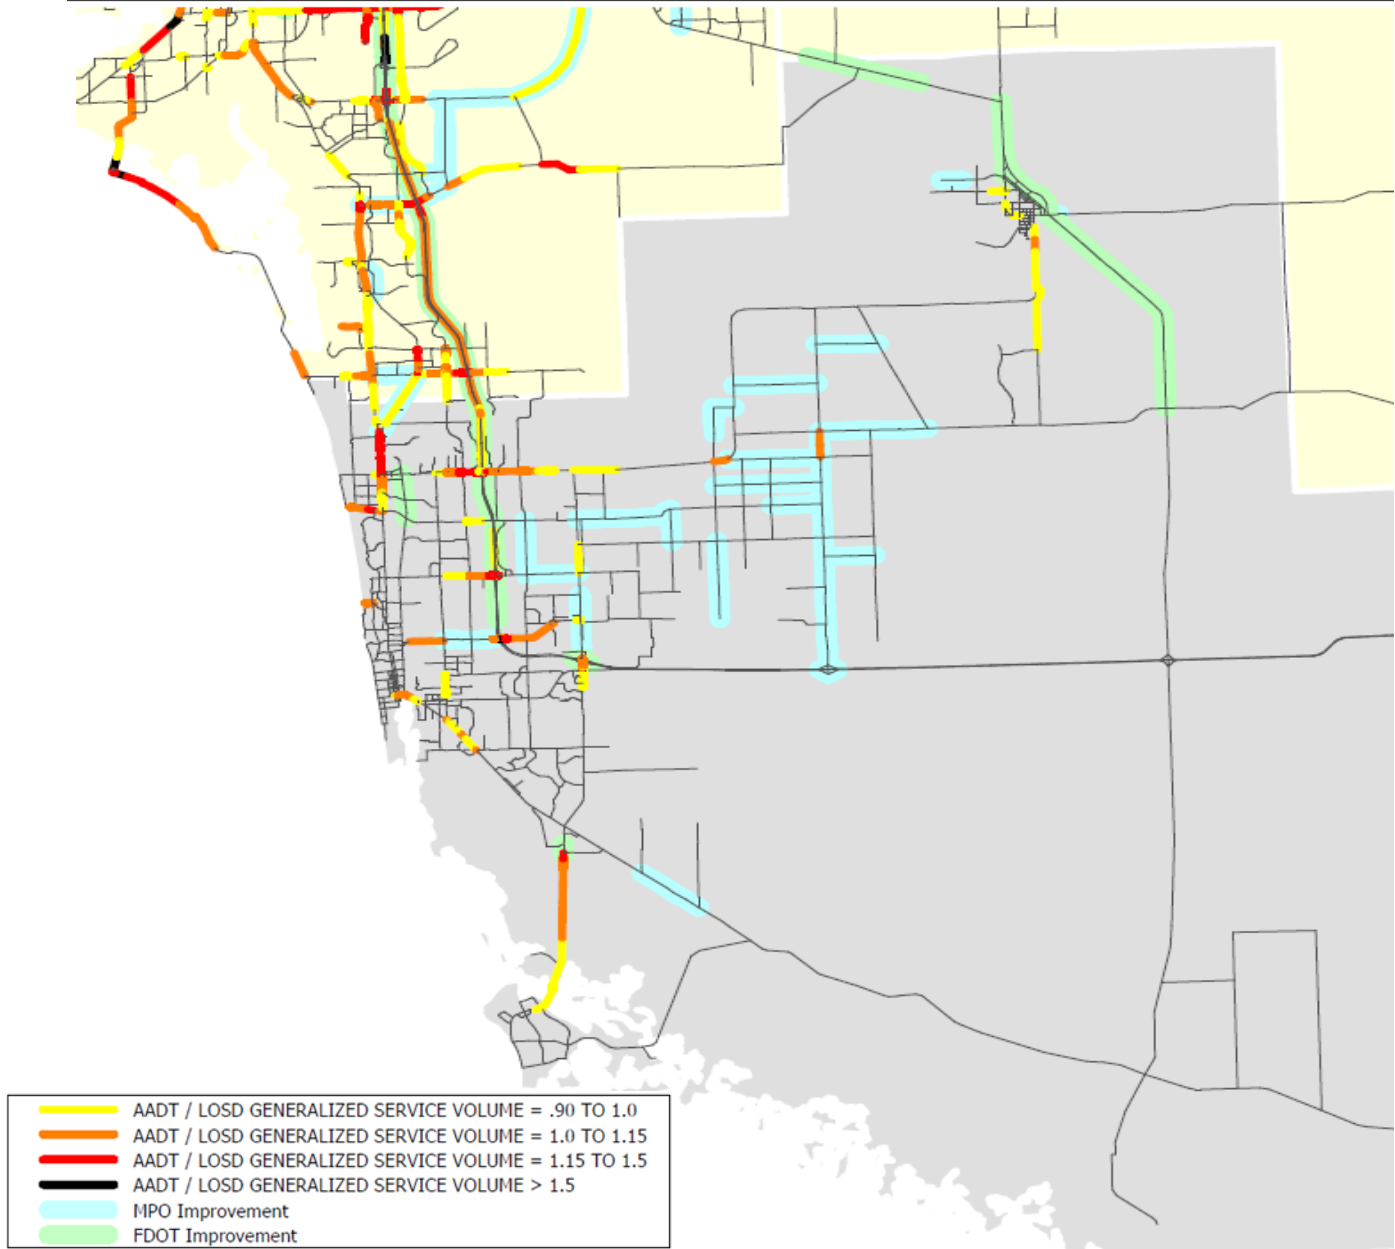 AADT / LOSD GENERALIZED SERVICE VOLUME = .90 TO 1.0
AADT / LOSD GENERALIZED SERVICE VOLUME = 1.0 TO 1.15
AADT / LOSD GENERALIZED SERVICE VOLUME = 1.15 TO 1.5
AADT / LOSD GENERALIZED SERVICE VOLUME > 1.5
MPO Improvement
FDOT Improvement